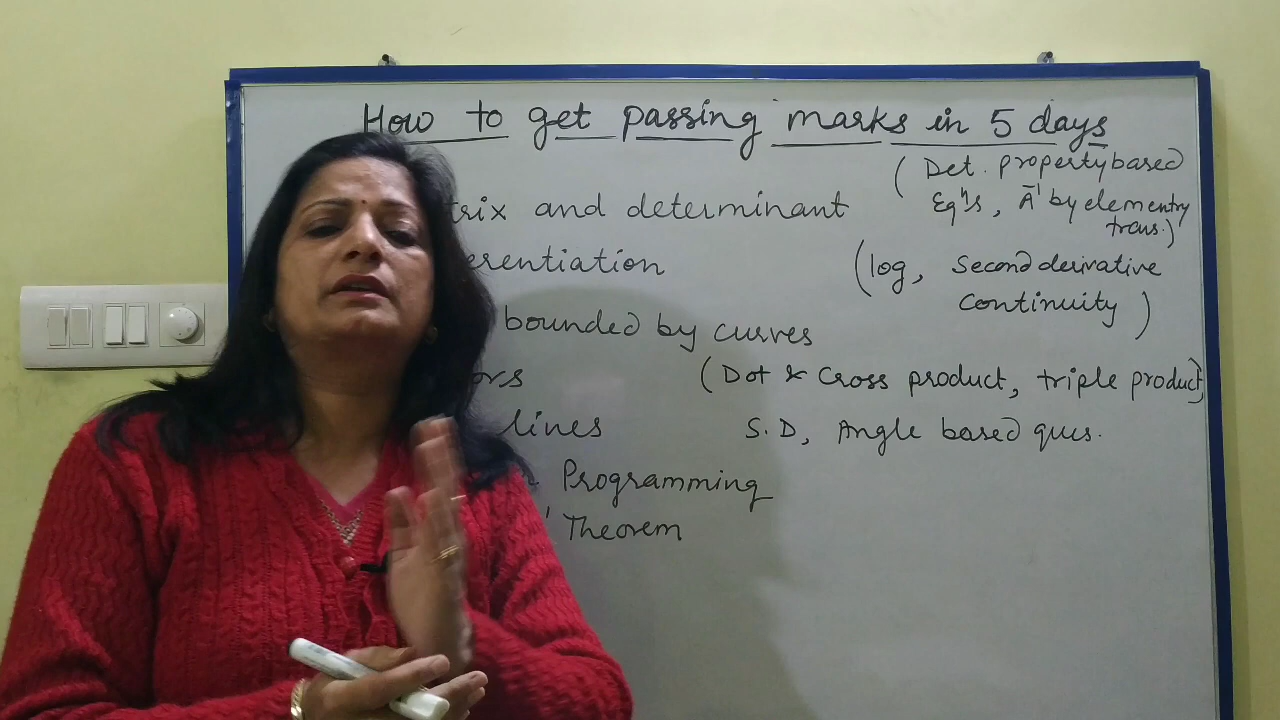 How to get passing marks in 5 days
trix and determinant
( Det. property based
Eqⁿs, A⁻¹ by elementry
trans.)
erentiation
(log, Second derivative
Continuity )
bounded by curves
ors
(Dot & Cross product, triple product)
lines
S.D, Angle based ques.
Programming
' Theorem